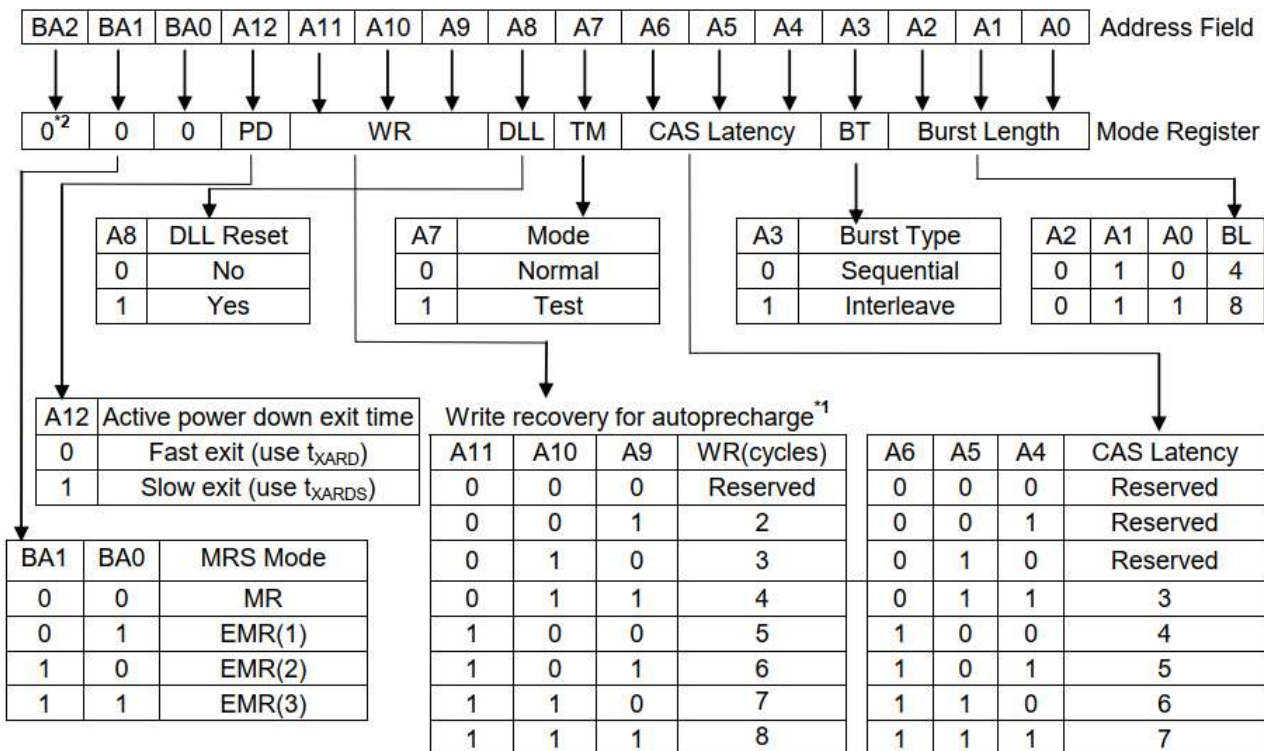 BA2 BA1 BA0 A12 A11 A10 A9 A8 A7 A6 A5 A4 A3 A2 A1 A0 Address Field
0*2 0 0 PD WR DLL TM CAS Latency BT Burst Length Mode Register
A8 DLL Reset
0 No
1 Yes
A7 Mode
0 Normal
1 Test
A3 Burst Type
0 Sequential
1 Interleave
A2 A1 A0 BL
0 1 0 4
0 1 1 8
A12 Active power down exit time
0 Fast exit (use tXARD)
1 Slow exit (use tXARDS)
BA1 BA0 MRS Mode
0 0 MR
0 1 EMR(1)
1 0 EMR(2)
1 1 EMR(3)
Write recovery for autoprecharge*1
A11 A10 A9 WR(cycles)
0 0 0 Reserved
0 0 1 2
0 1 0 3
0 1 1 4
1 0 0 5
1 0 1 6
1 1 0 7
1 1 1 8
A6 A5 A4 CAS Latency
0 0 0 Reserved
0 0 1 Reserved
0 1 0 Reserved
0 1 1 3
1 0 0 4
1 0 1 5
1 1 0 6
1 1 1 7